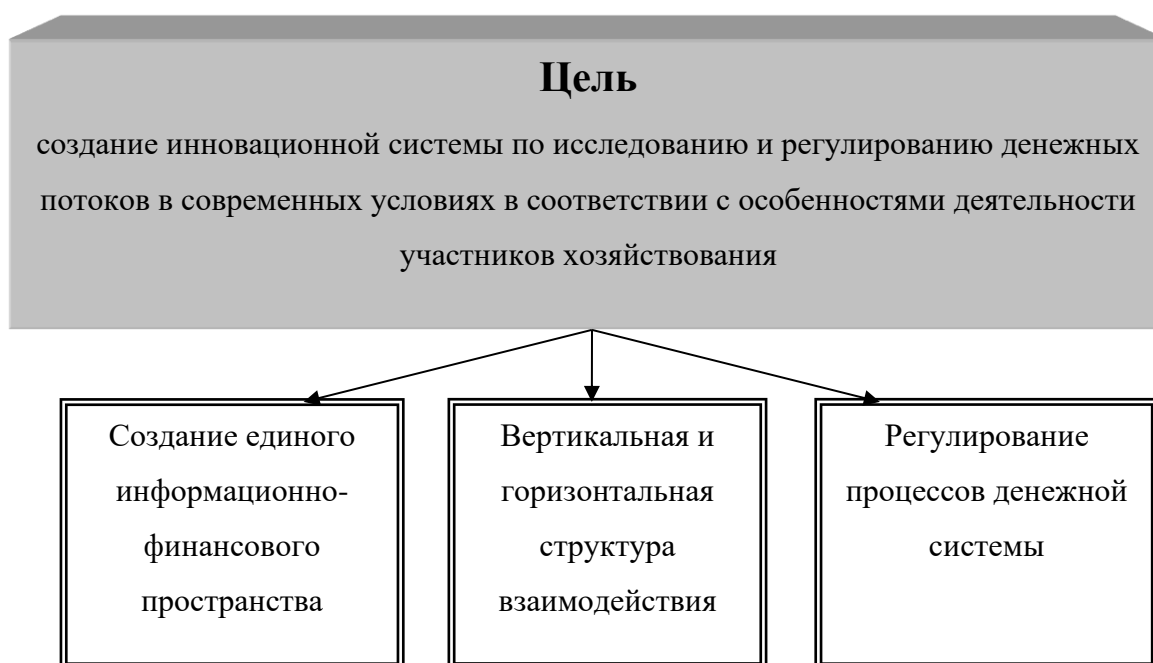 Цель
создание инновационной системы по исследованию и регулированию денежных
потоков в современных условиях в соответствии с особенностями деятельности
участников хозяйствования
Создание единого
информационно-
финансового
пространства
Вертикальная и
горизонтальная
структура
взаимодействия
Регулирование
процессов денежной
системы